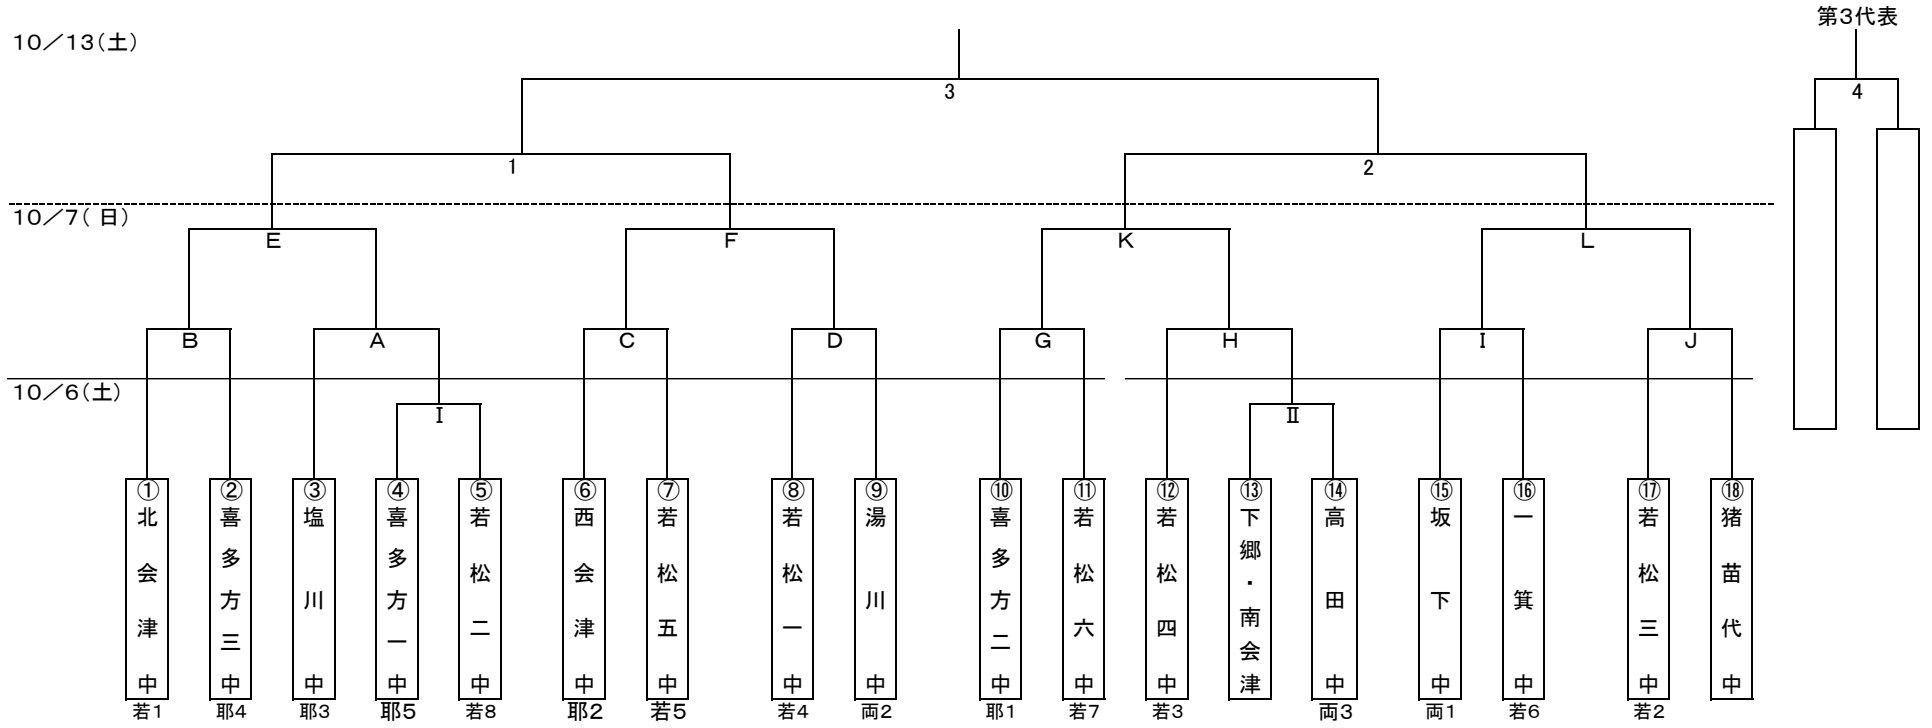 第3代表
10／13(土)
3
4
1
2
10／7( 日)
E
F
K
L
B
A
C
D
G
H
I
J
10／6(土)
Ⅰ
Ⅱ
①北会津中
若1
②喜多方三中
耶4
③塩川中
耶3
④喜多方一中
耶5
⑤若松二中
若8
⑥西会津中
耶2
⑦若松五中
若5
⑧若松一中
若4
⑨湯川中
両2
⑩喜多方二中
耶1
⑪若松六中
若7
⑫若松四中
若3
⑬下郷・南会津
⑭高田中
両3
⑮坂下中
両1
⑯一箕中
若6
⑰若松三中
若2
⑱猪苗代中